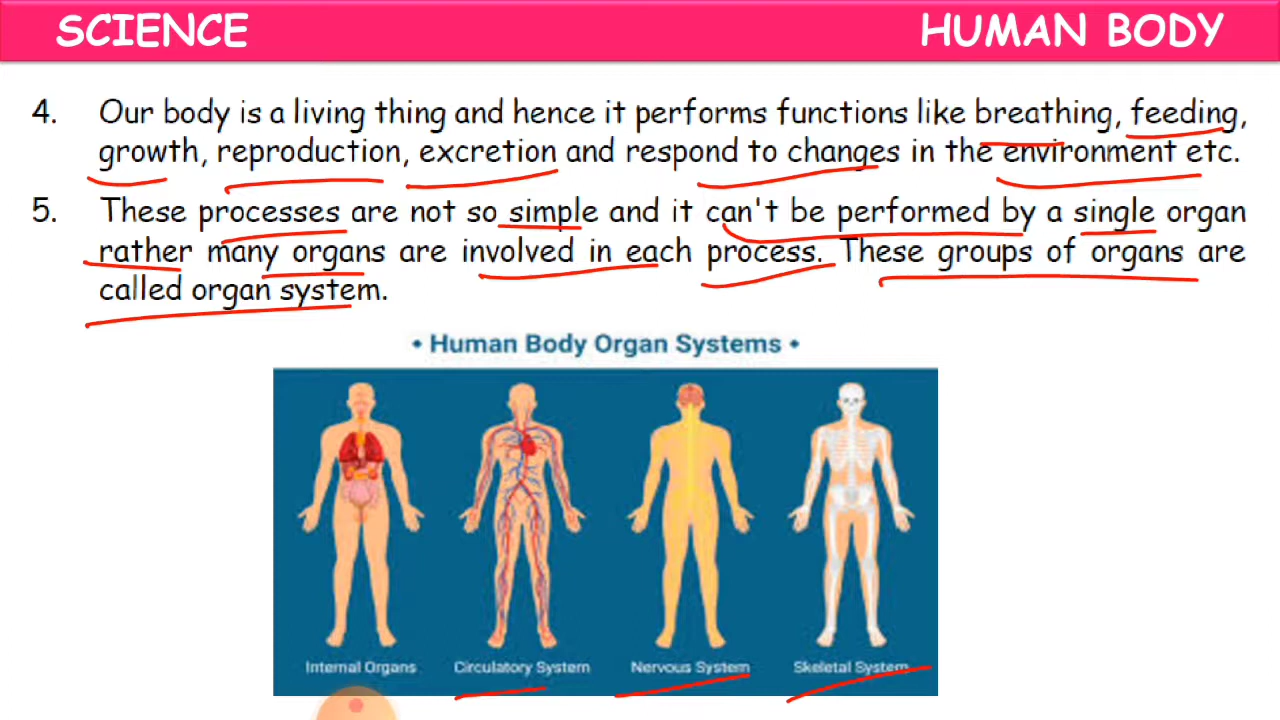 SCIENCE HUMAN BODY
4. Our body is a living thing and hence it performs functions like breathing, feeding,
growth, reproduction, excretion and respond to changes in the environment etc.
5. These processes are not so simple and it can't be performed by a single organ
rather many organs are involved in each process. These groups of organs are
called organ system.
• Human Body Organ Systems •
Internal Organs Circulatory System Nervous System Skeletal System